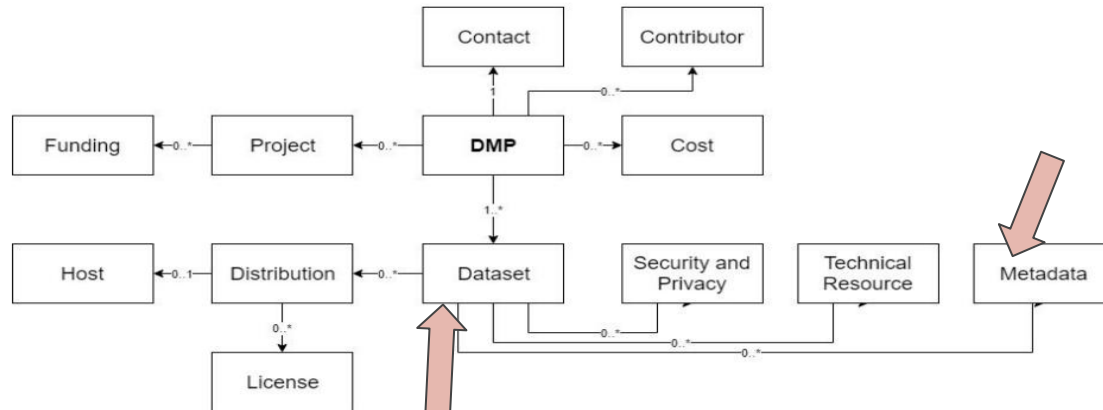 Contact
Contributor
1
0..*
Funding
0..*
Project
0..*
DMP
0..*
Cost
1..*
Host
0..1
Distribution
0..*
Dataset
Security and
Privacy
Technical
Resource
Metadata
0..*
0..*
0..*
0..*
License